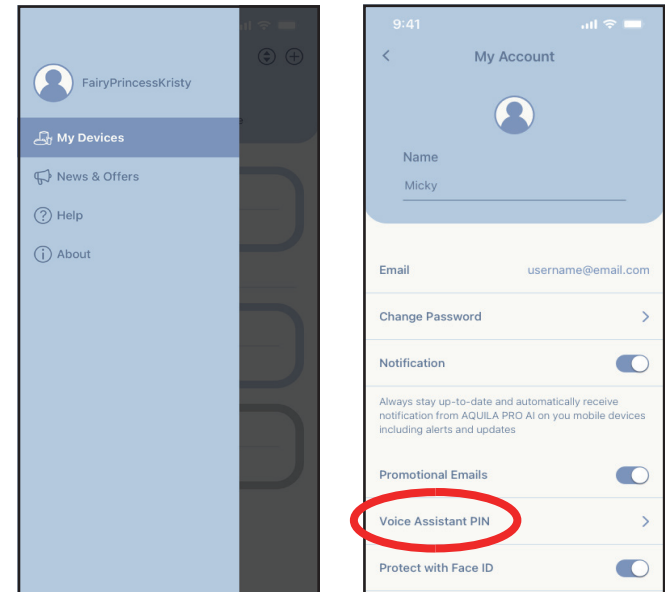 FairyPrincessKristy
My Devices
News & Offers
Help
About
9:41
My Account
Name
Micky
Email
username@email.com
Change Password
Notification
Always stay up-to-date and automatically receive
notification from AQUILA PRO AI on you mobile devices
including alerts and updates
Promotional Emails
Voice Assistant PIN
Protect with Face ID